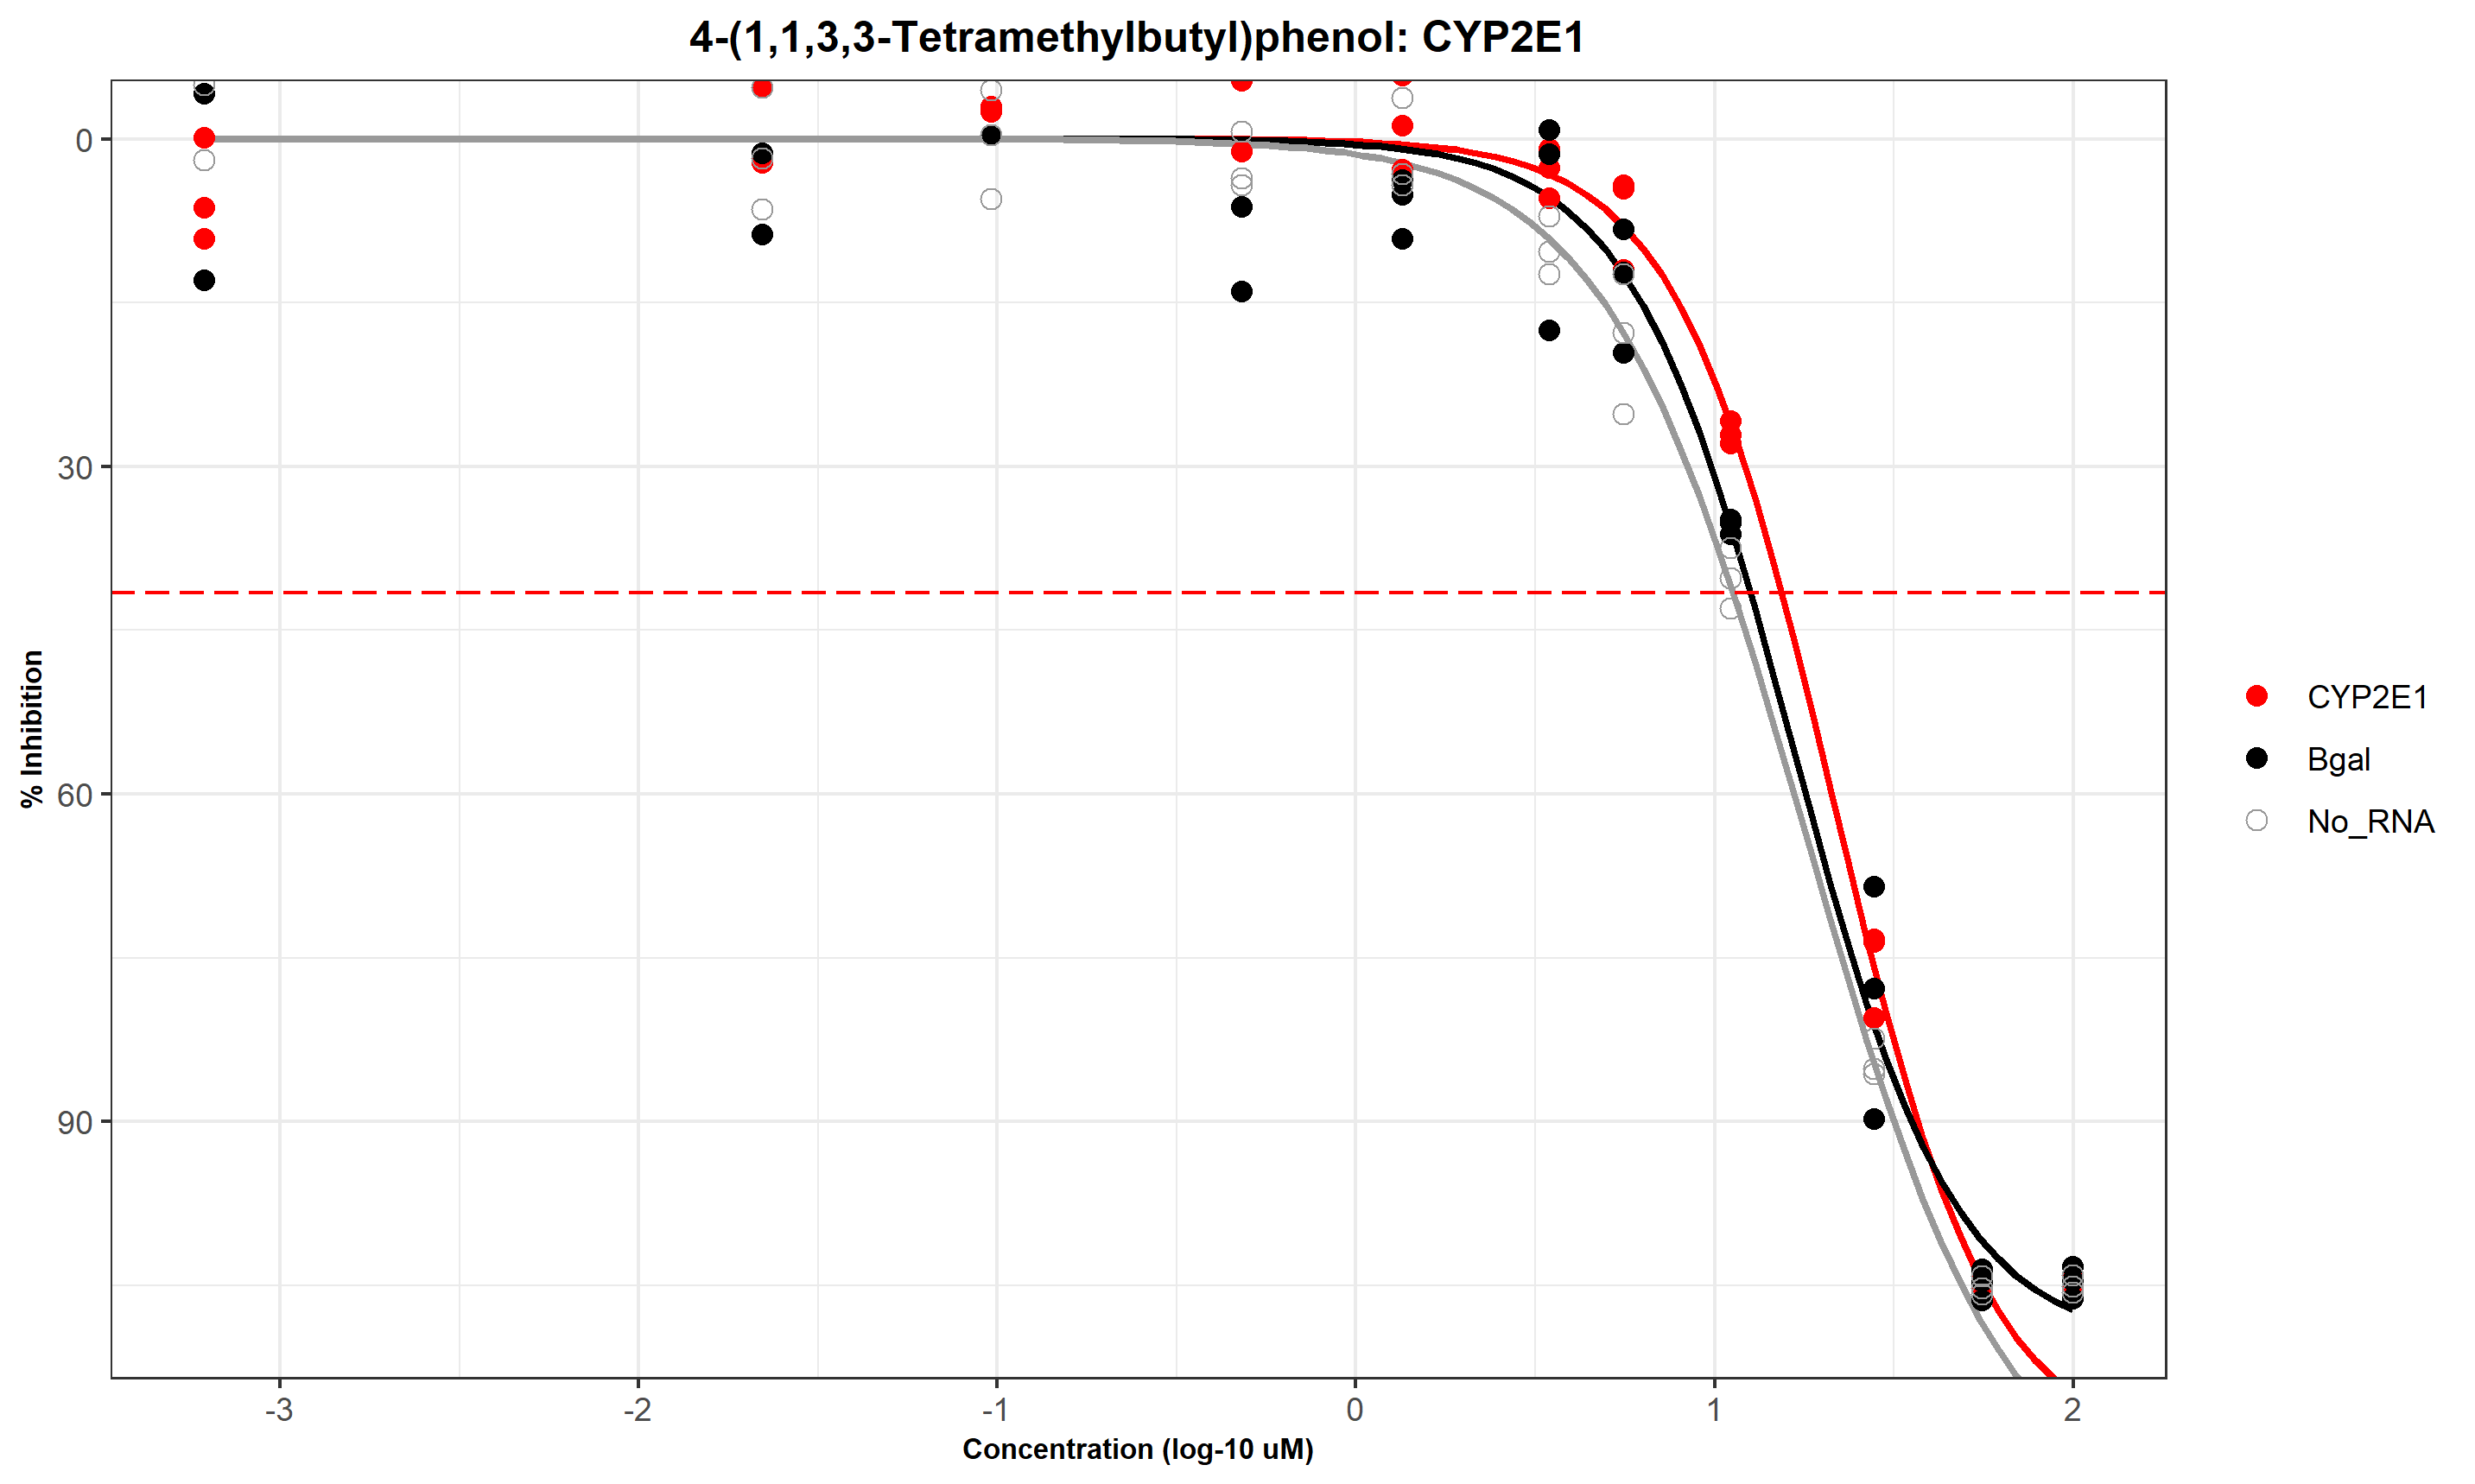 4-(1,1,3,3-Tetramethylbutyl)phenol: CYP2E1
% Inhibition
0
30
60
90
-3
-2
-1
0
1
2
Concentration (log-10 uM)
CYP2E1
Bgal
No_RNA